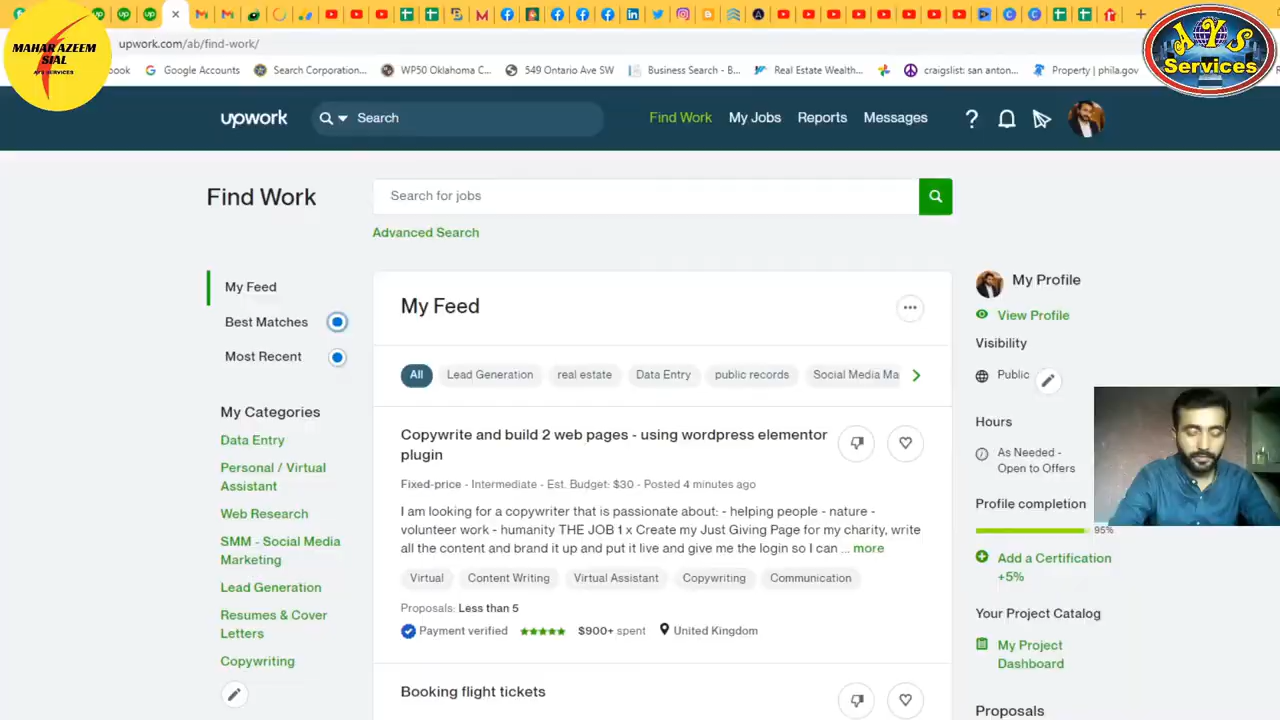 MAHAR AZEEM
SIAL
AYS SERVICES
upwork.com/ab/find-work/
AYS
Services
ook
Google Accounts
Search Corporation...
WP50 Oklahoma C...
549 Ontario Ave SW
Business Search - B...
Real Estate Wealth...
craigslist: san anton...
Property | phila.gov
upwork
Search
Find Work
My Jobs
Reports
Messages
?
Find Work
Search for jobs
Advanced Search
My Feed
Best Matches
Most Recent
My Categories
Data Entry
Personal / Virtual
Assistant
Web Research
SMM - Social Media
Marketing
Lead Generation
Resumes & Cover
Letters
Copywriting
My Feed
All
Lead Generation
real estate
Data Entry
public records
Social Media Ma
Copywrite and build 2 web pages - using wordpress elementor
plugin
Fixed-price - Intermediate - Est. Budget: $30 - Posted 4 minutes ago
I am looking for a copywriter that is passionate about: - helping people - nature -
volunteer work - humanity THE JOB 1 x Create my Just Giving Page for my charity, write
all the content and brand it up and put it live and give me the login so I can ... more
Virtual
Content Writing
Virtual Assistant
Copywriting
Communication
Proposals: Less than 5
Payment verified
$900+ spent
United Kingdom
Booking flight tickets
My Profile
View Profile
Visibility
Public
Hours
As Needed -
Open to Offers
Profile completion
95%
Add a Certification
+5%
Your Project Catalog
My Project
Dashboard
Proposals